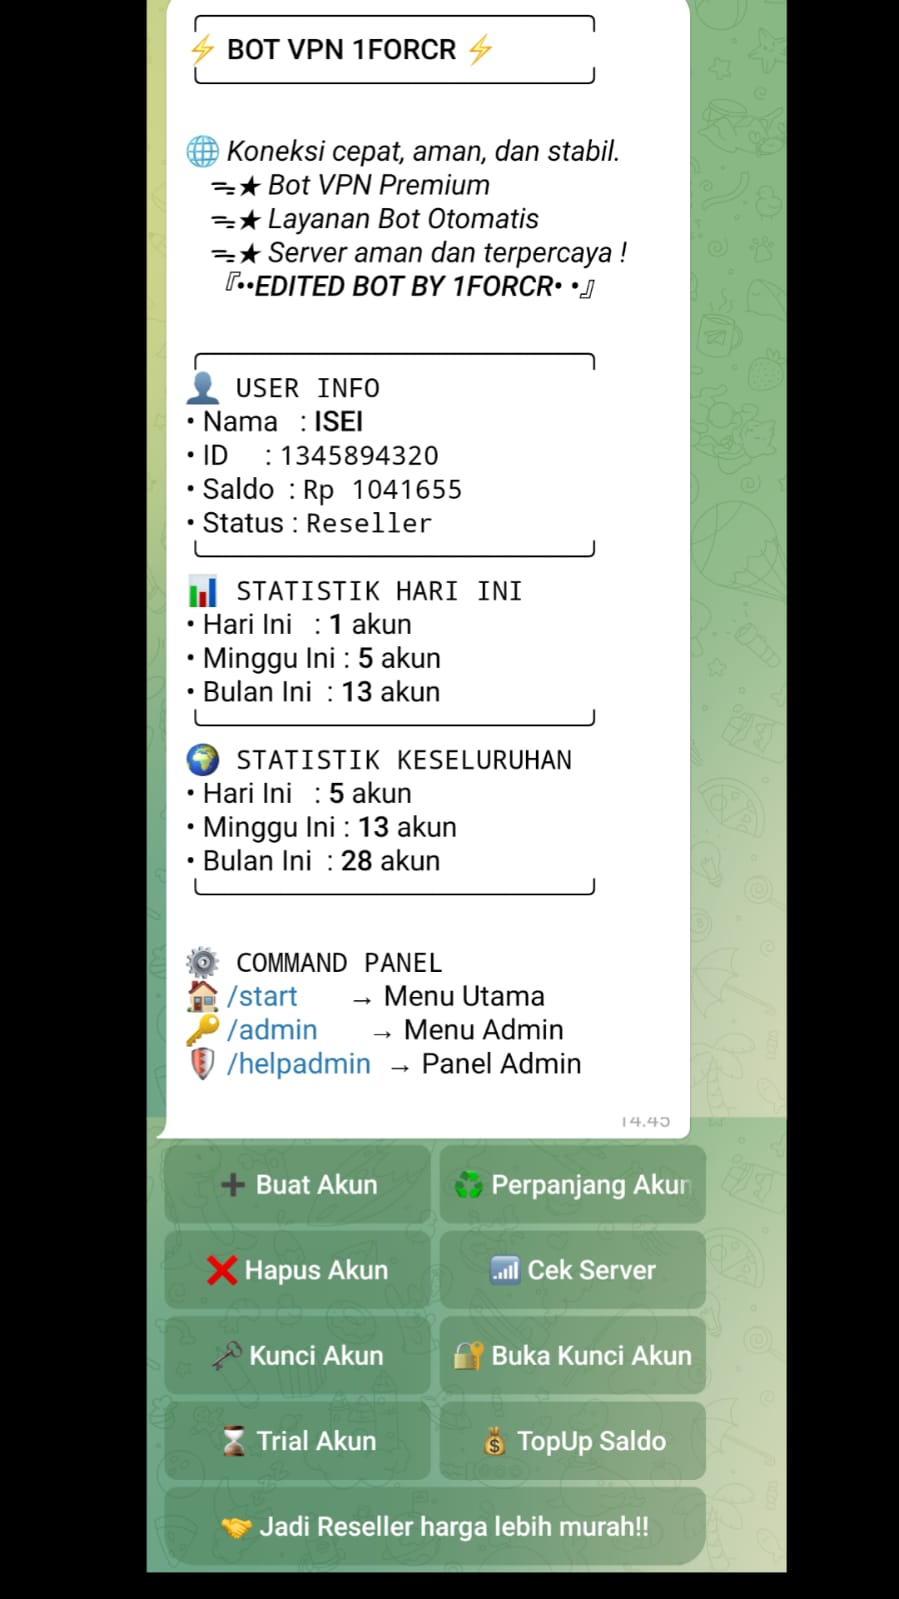 ⚡ BOT VPN 1FORCR ⚡
🌐 Koneksi cepat, aman, dan stabil.
ᯓ★ Bot VPN Premium
ᯓ★ Layanan Bot Otomatis
ᯓ★ Server aman dan terpercaya !
『••EDITED BOT BY 1FORCR• •』
👤 USER INFO
• Nama : ISEI
• ID : 1345894320
• Saldo : Rp 1041655
• Status : Reseller
📊 STATISTIK HARI INI
• Hari Ini : 1 akun
• Minggu Ini : 5 akun
• Bulan Ini : 13 akun
🌍 STATISTIK KESELURUHAN
• Hari Ini : 5 akun
• Minggu Ini : 13 akun
• Bulan Ini : 28 akun
⚙️ COMMAND PANEL
🏠 /start → Menu Utama
🔑 /admin → Menu Admin
🛡️ /helpadmin → Panel Admin
14.45
➕ Buat Akun
♻️ Perpanjang Akun
❌ Hapus Akun
📶 Cek Server
🗝️ Kunci Akun
🔐 Buka Kunci Akun
⌛ Trial Akun
💰 TopUp Saldo
🤝 Jadi Reseller harga lebih murah!!